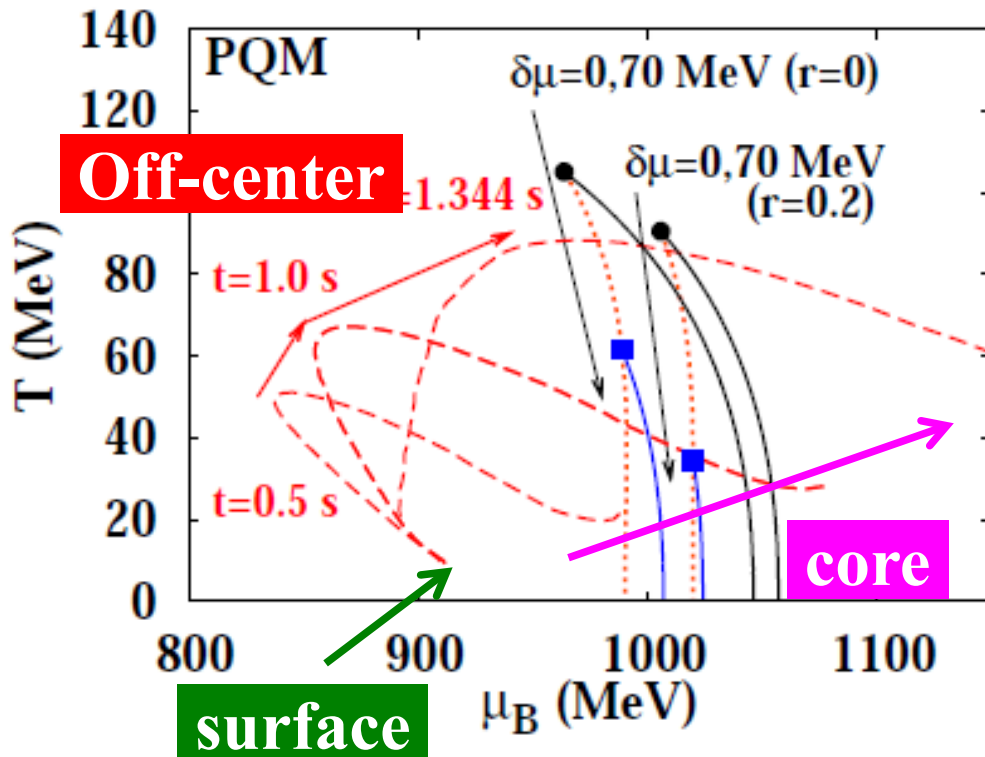 140
120
100
80
60
40
20
0
T (MeV)
PQM
δμ=0,70 MeV (r=0)
Off-center
δμ=0,70 MeV
(r=0.2)
=1.344 s
t=1.0 s
t=0.5 s
core
800 900 1000 1100
μB (MeV)
surface